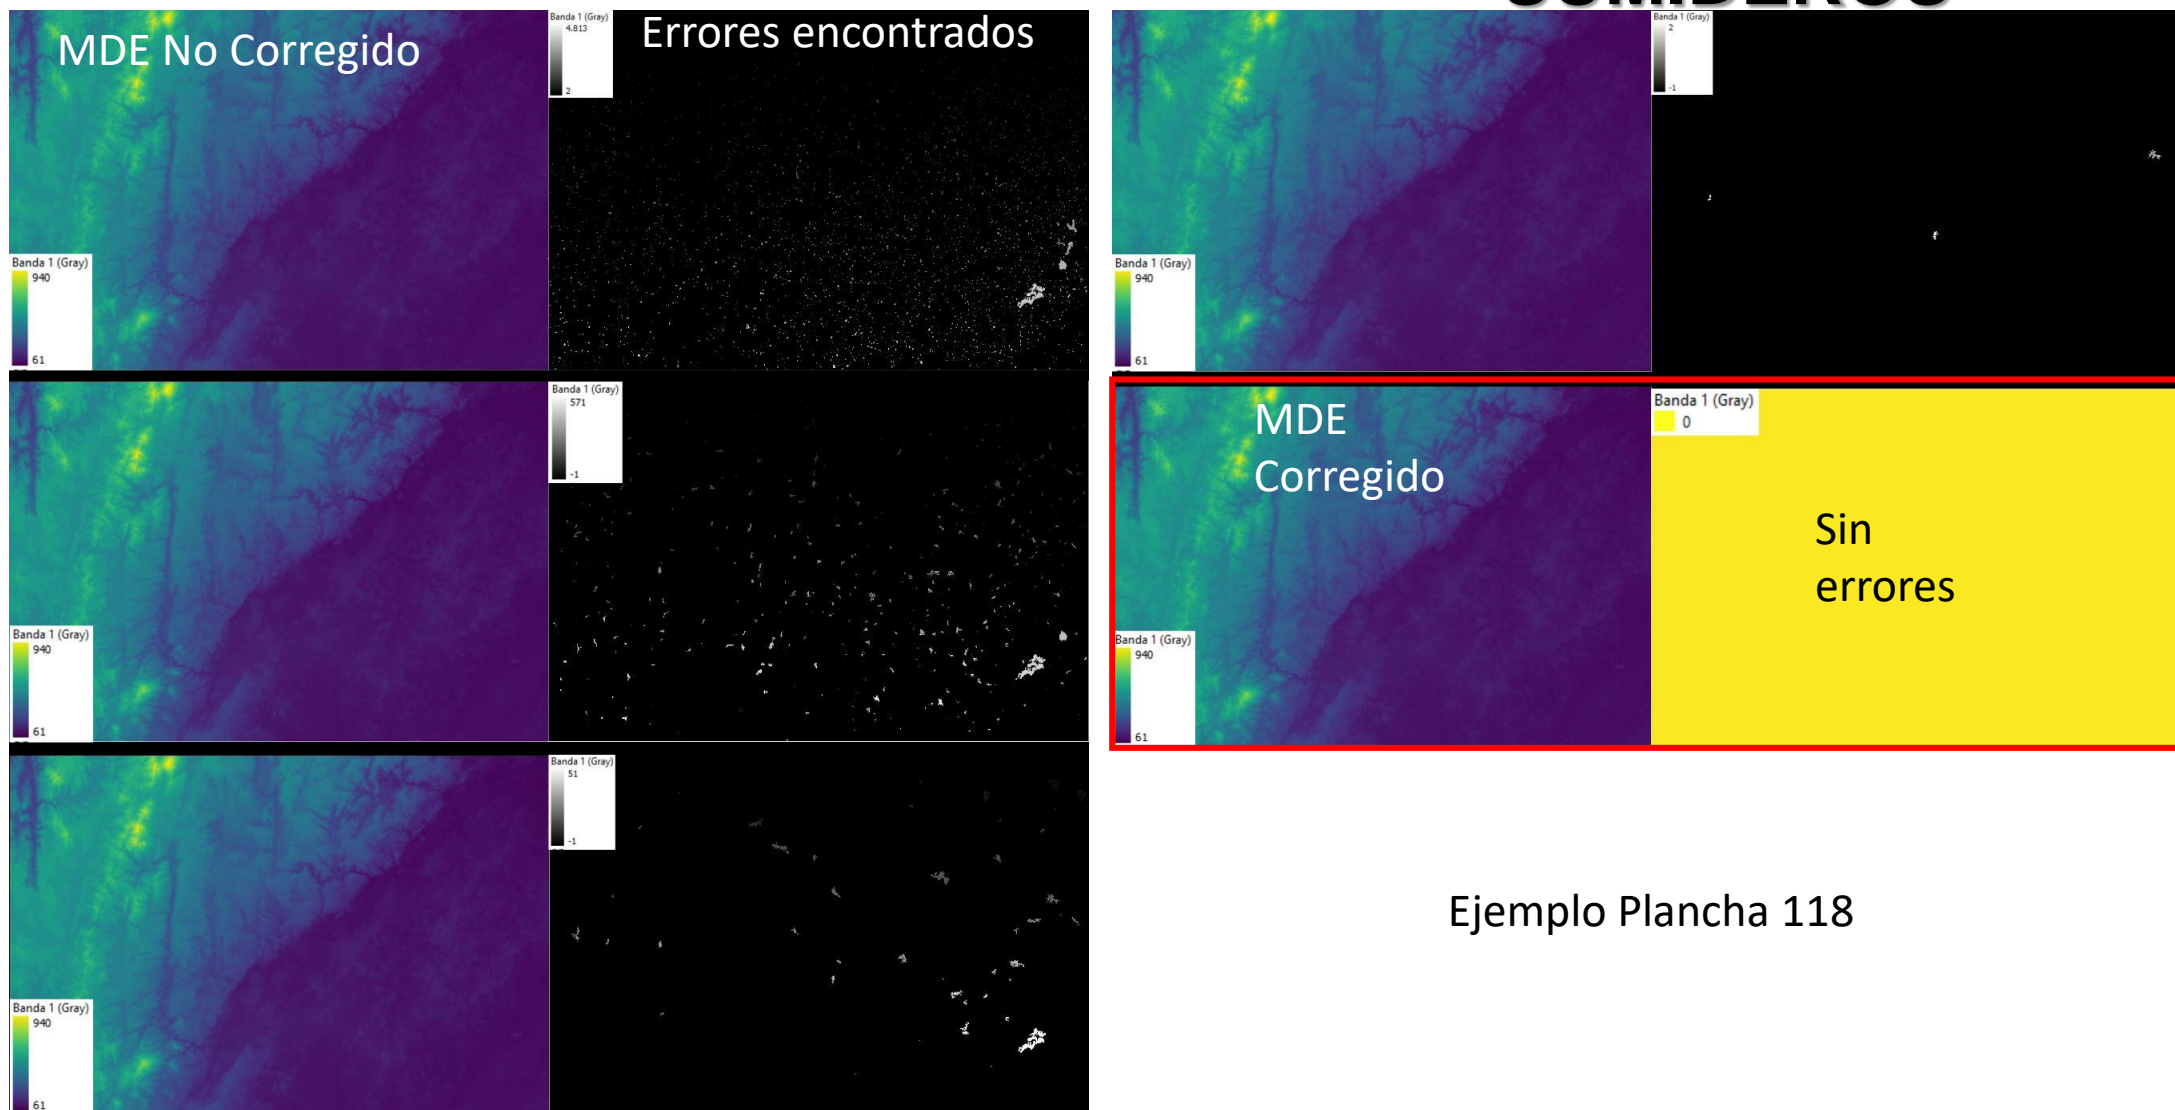 SUMIDEROS
MDE No Corregido
Banda 1 (Gray)
940
61
Errores encontrados
Banda 1 (Gray)
4.813
2
Banda 1 (Gray)
940
61
Banda 1 (Gray)
571
-1
Banda 1 (Gray)
940
61
Banda 1 (Gray)
51
-1
Banda 1 (Gray)
940
61
Banda 1 (Gray)
2
-1
MDE
Corregido
Banda 1 (Gray)
940
61
Banda 1 (Gray)
0
Sin
errores
Ejemplo Plancha 118